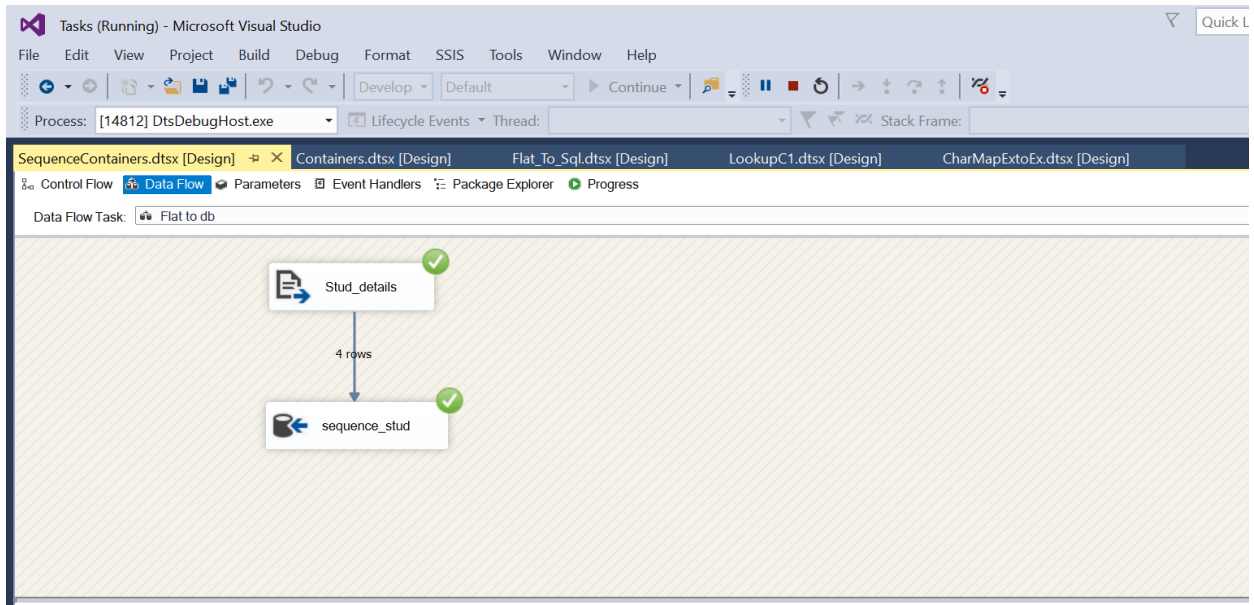 Tasks (Running) - Microsoft Visual Studio
Quick L
File Edit View Project Build Debug Format SSIS Tools Window Help
Develop Default Continue
Process: [14812] DtsDebugHost.exe Lifecycle Events Thread: Stack Frame:
SequenceContainers.dtsx [Design] Containers.dtsx [Design] Flat_To_Sql.dtsx [Design] LookupC1.dtsx [Design] CharMapExtoEx.dtsx [Design]
Control Flow Data Flow Parameters Event Handlers Package Explorer Progress
Data Flow Task: Flat to db
Stud_details
4 rows
sequence_stud